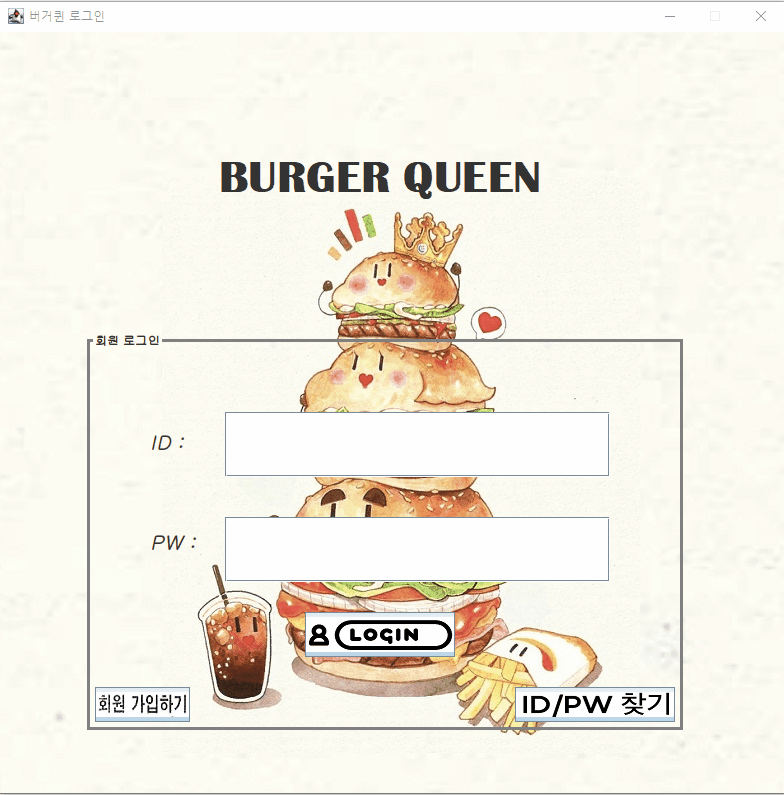 버거퀸 로그인
BURGER QUEEN
회원 로그인
ID :
PW :
LOGIN
회원 가입하기
ID/PW 찾기